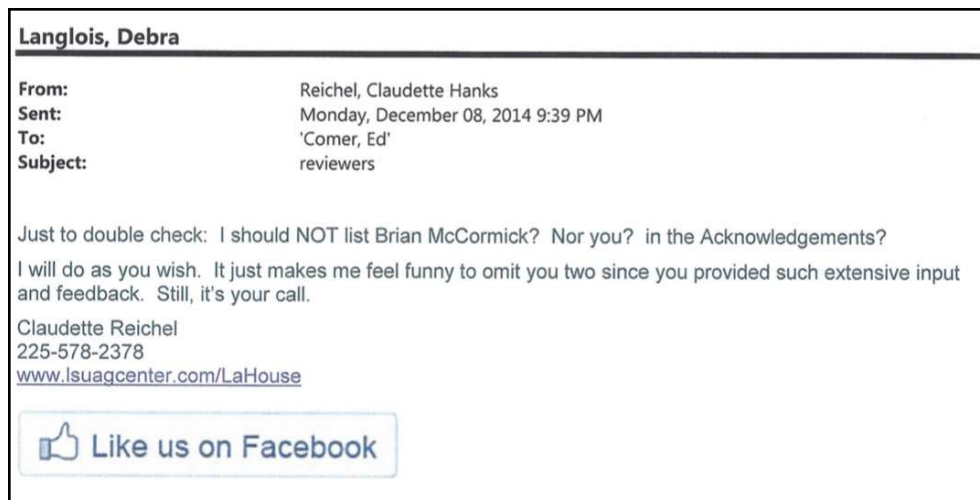 Langlois, Debra
From: Reichel, Claudette Hanks
Sent: Monday, December 08, 2014 9:39 PM
To: 'Comer, Ed'
Subject: reviewers
Just to double check: I should NOT list Brian McCormick? Nor you? in the Acknowledgements?
I will do as you wish. It just makes me feel funny to omit you two since you provided such extensive input
and feedback. Still, it's your call.
Claudette Reichel
225-578-2378
www.lsuagcenter.com/LaHouse
Like us on Facebook